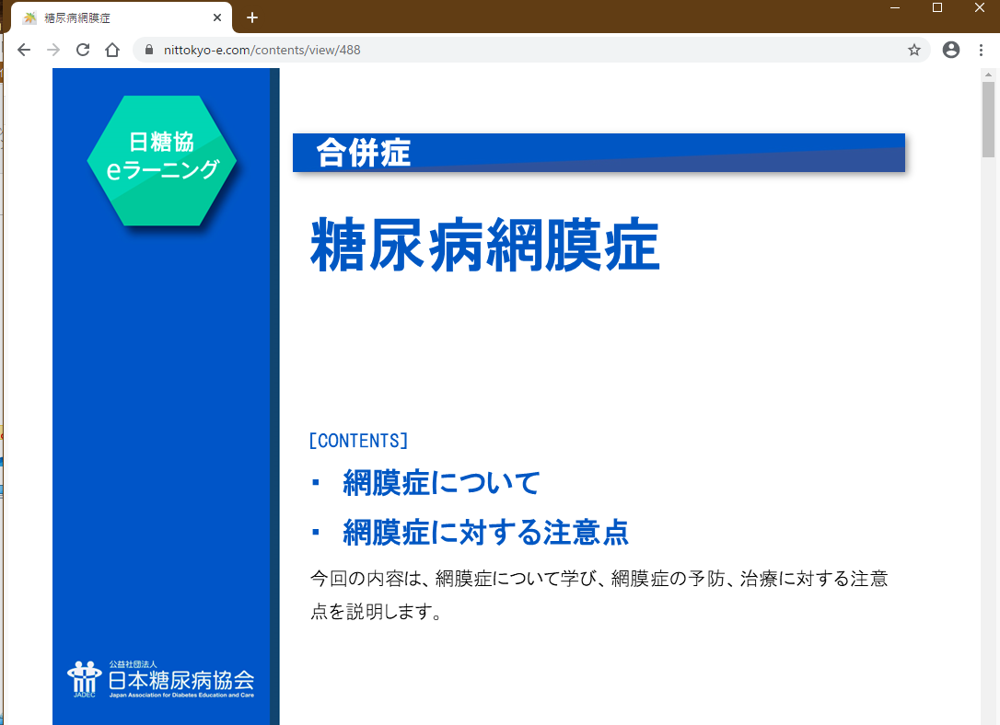 糖尿病網膜症
nittokyo-e.com/contents/view/488
日糖協
eラーニング
合併症
糖尿病網膜症
[CONTENTS]
▪ 網膜症について
▪ 網膜症に対する注意点
今回の内容は、網膜症について学び、網膜症の予防、治療に対する注意
点を説明します。
公益社団法人
日本糖尿病協会
JADEC
Japan Association for Diabetes Education and Care